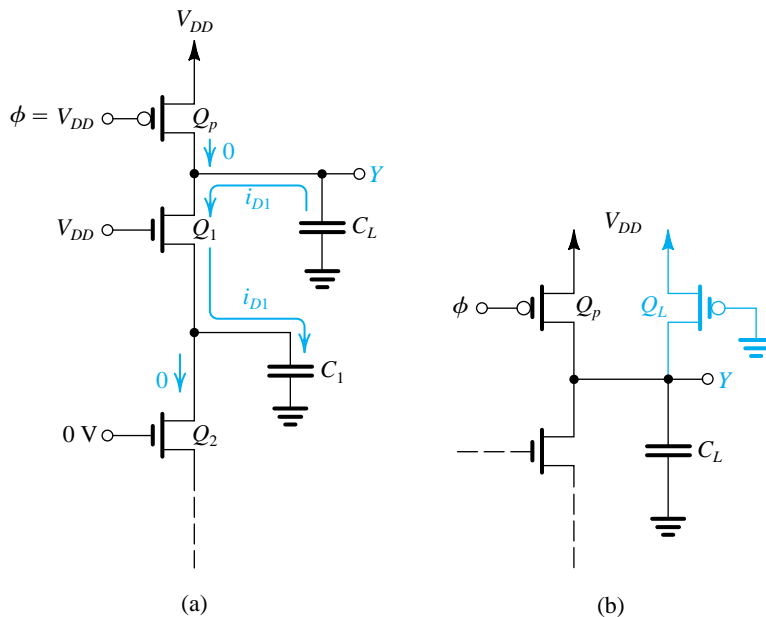 V_DD
ϕ = V_DD
Q_p
0
Y
i_D1
V_DD
Q_1
C_L
i_D1
0
C_1
0 V
Q_2
(a)
V_DD
ϕ
Q_p
Q_L
Y
C_L
(b)